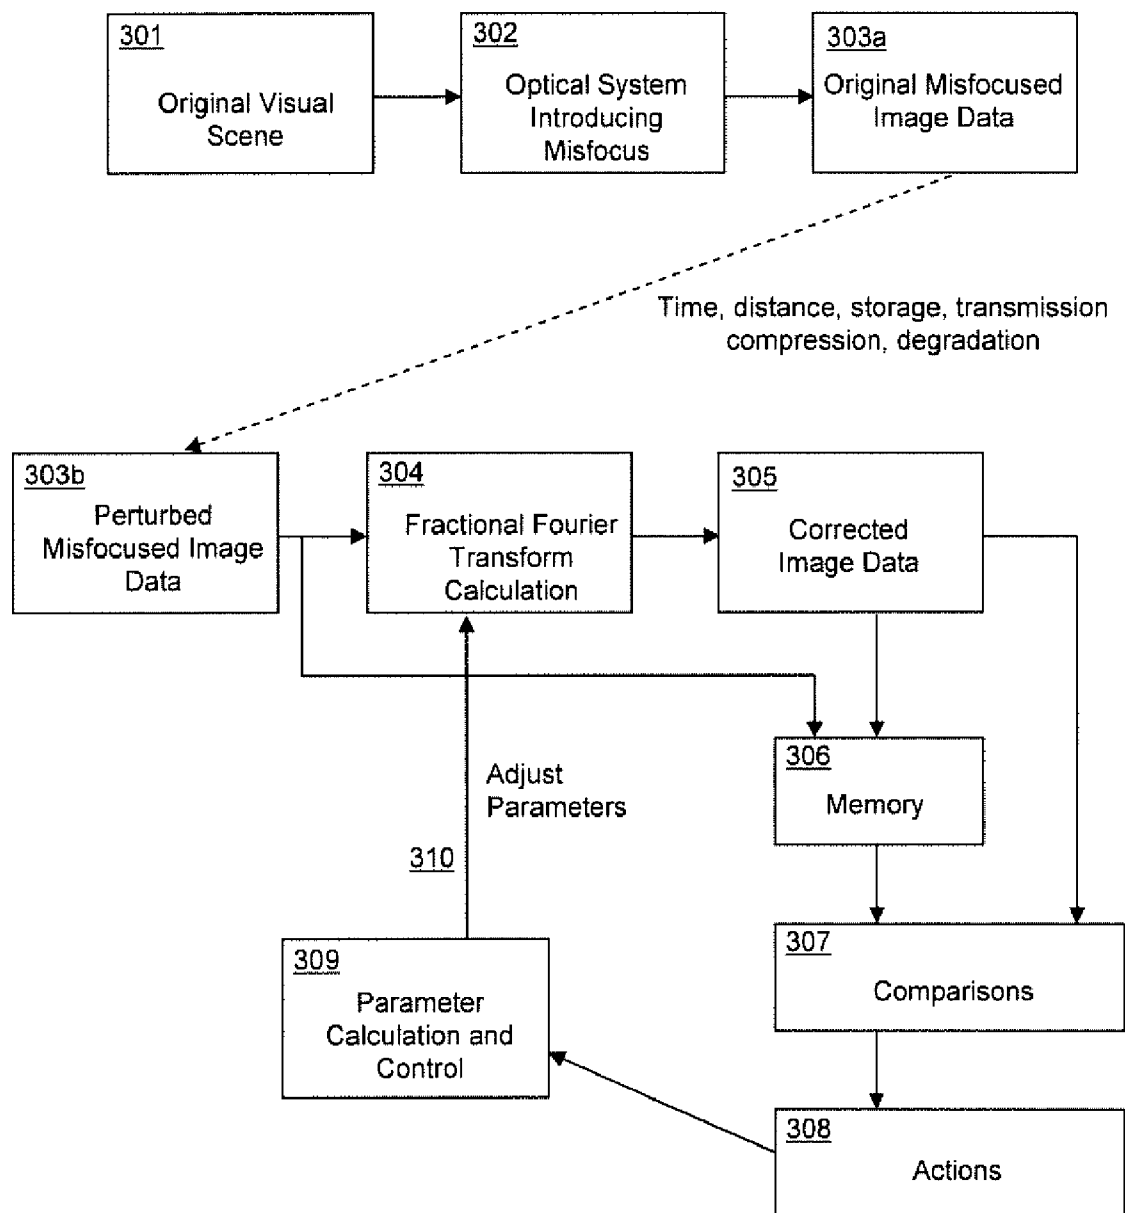 301
Original Visual
Scene
302
Optical System
Introducing
Misfocus
303a
Original Misfocused
Image Data
Time, distance, storage, transmission
compression, degradation
303b
Perturbed
Misfocused Image
Data
304
Fractional Fourier
Transform
Calculation
305
Corrected
Image Data
306
Memory
Adjust
Parameters
310
307
Comparisons
309
Parameter
Calculation and
Control
308
Actions